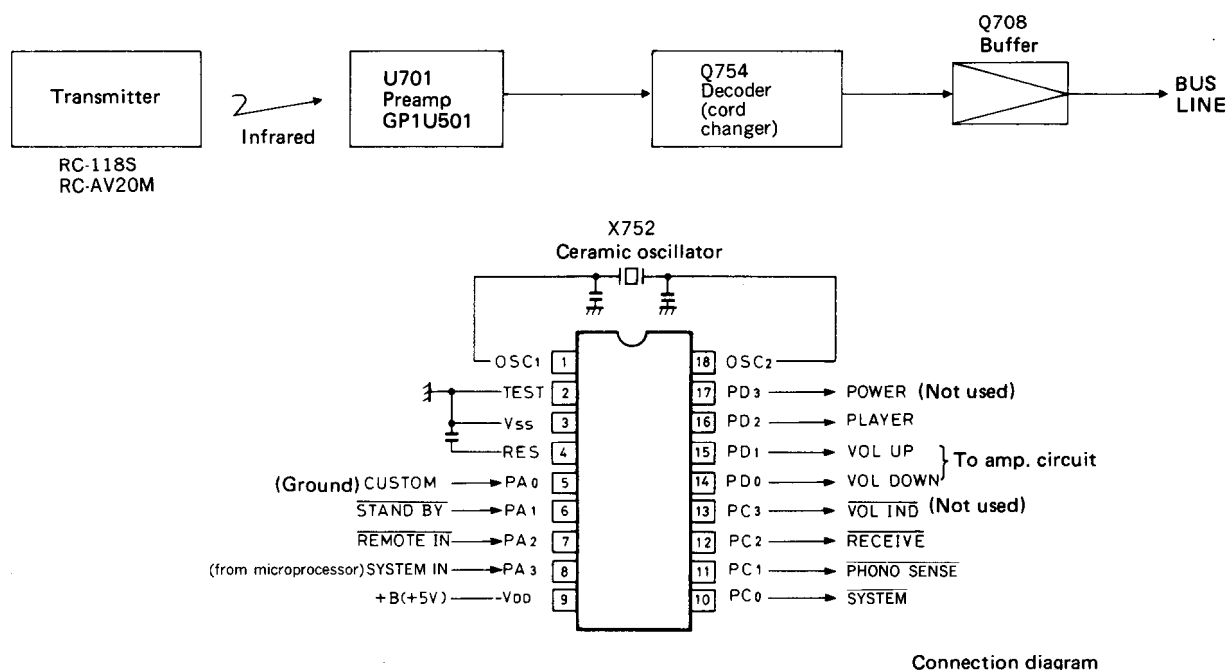 Q708
Buffer
Transmitter
U701
Preamp
GP1U501
Q754
Decoder
(cord
changer)
BUS
LINE
Infrared
RC-118S
RC-AV20M
X752
Ceramic oscillator
OSC1 1 18 OSC2
TEST 2 17 PD3 POWER (Not used)
Vss 3 16 PD2 PLAYER
RES 4 15 PD1 VOL UP
To amp. circuit
(Ground) CUSTOM PA0 5 14 PD0 VOL DOWN
STAND BY PA1 6 13 PC3 VOL IND (Not used)
REMOTE IN PA2 7 12 PC2 RECEIVE
(from microprocessor) SYSTEM IN PA3 8 11 PC1 PHONO SENSE
+B(+5V) -VDD 9 10 PC0 SYSTEM
Connection diagram